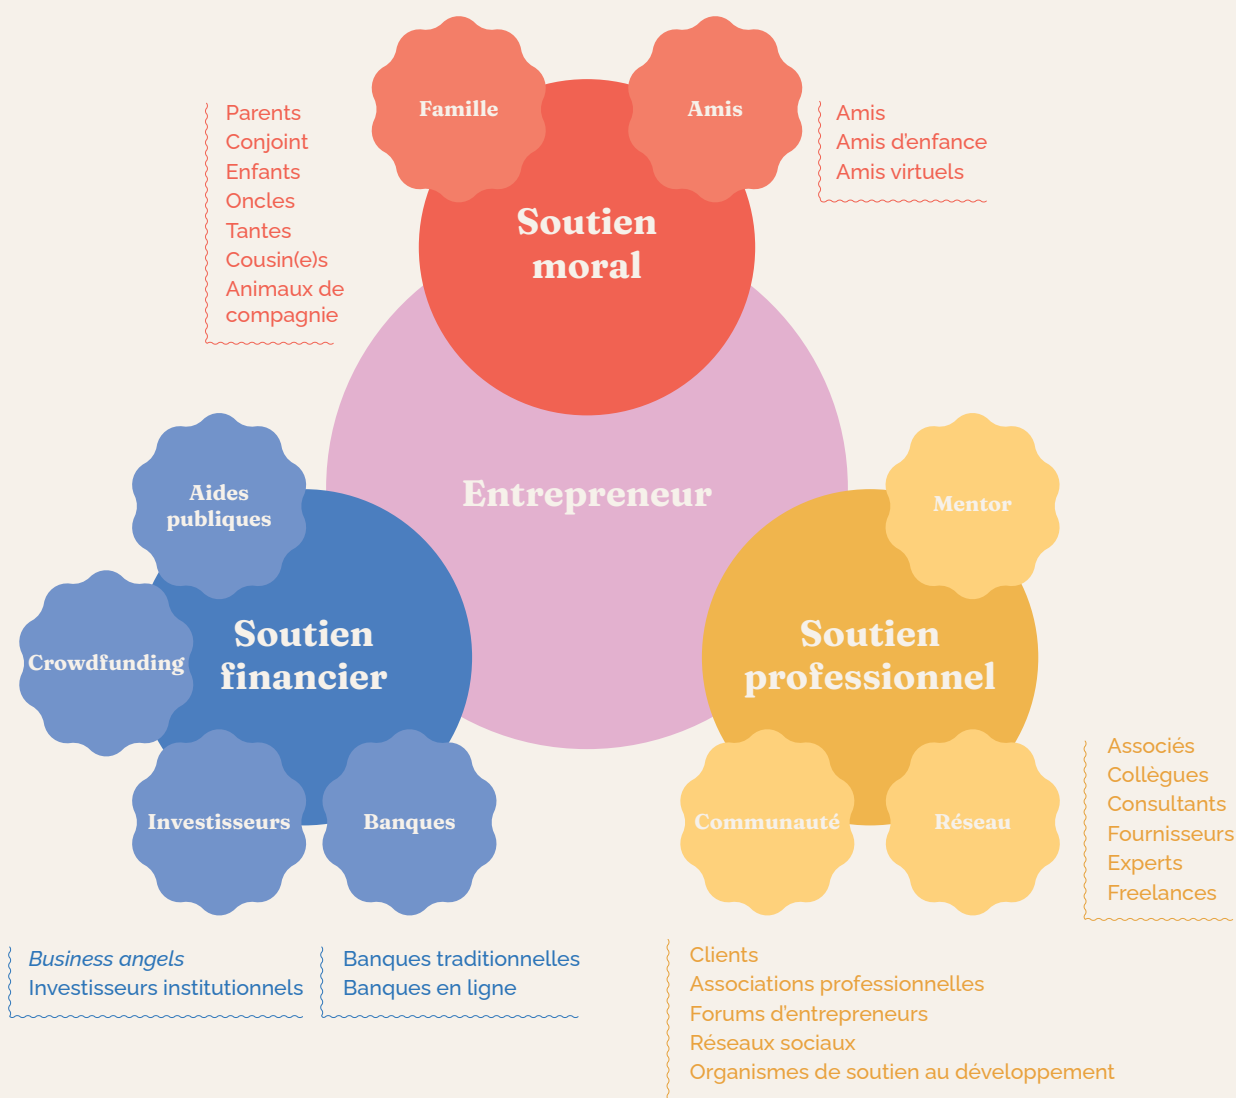 Famille
Amis
Parents
Conjoint
Enfants
Oncles
Tantes
Cousin(e)s
Animaux de
compagnie
Amis
Amis d'enfance
Amis virtuels
Soutien
moral
Entrepreneur
Aides
publiques
Crowdfunding
Soutien
financier
Investisseurs
Banques
Business angels
Investisseurs institutionnels
Banques traditionnelles
Banques en ligne
Mentor
Soutien
professionnel
Communauté
Réseau
Associés
Collègues
Consultants
Fournisseurs
Experts
Freelances
Clients
Associations professionnelles
Forums d'entrepreneurs
Réseaux sociaux
Organismes de soutien au développement